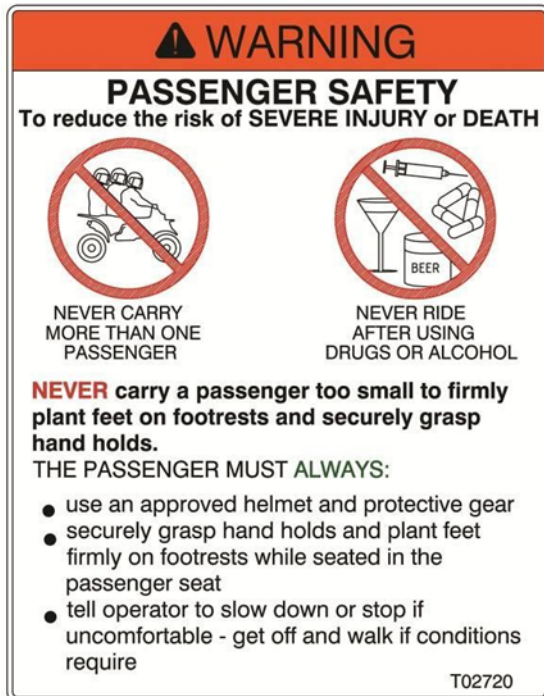 WARNING
PASSENGER SAFETY
To reduce the risk of SEVERE INJURY or DEATH
NEVER CARRY
MORE THAN ONE
PASSENGER
BEER
NEVER RIDE
AFTER USING
DRUGS OR ALCOHOL
NEVER carry a passenger too small to firmly
plant feet on footrests and securely grasp
hand holds.
THE PASSENGER MUST ALWAYS:
● use an approved helmet and protective gear
● securely grasp hand holds and plant feet
firmly on footrests while seated in the
passenger seat
● tell operator to slow down or stop if
uncomfortable - get off and walk if conditions
require
T02720